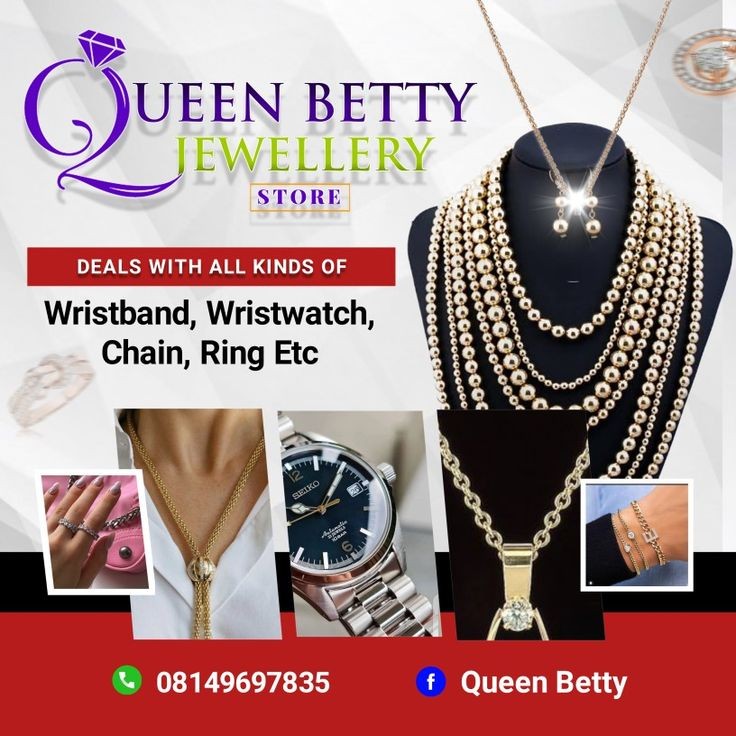 QUEEN BETTY
JEWELLERY
STORE
DEALS WITH ALL KINDS OF
Wristband, Wristwatch,
Chain, Ring Etc
SEIKO
Automatic
08149697835
Queen Betty